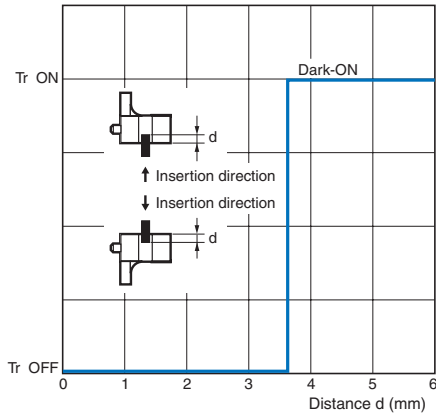 Dark-ON
Tr ON
d
Insertion direction
Insertion direction
d
Tr OFF
0 1 2 3 4 5 6
Distance d (mm)